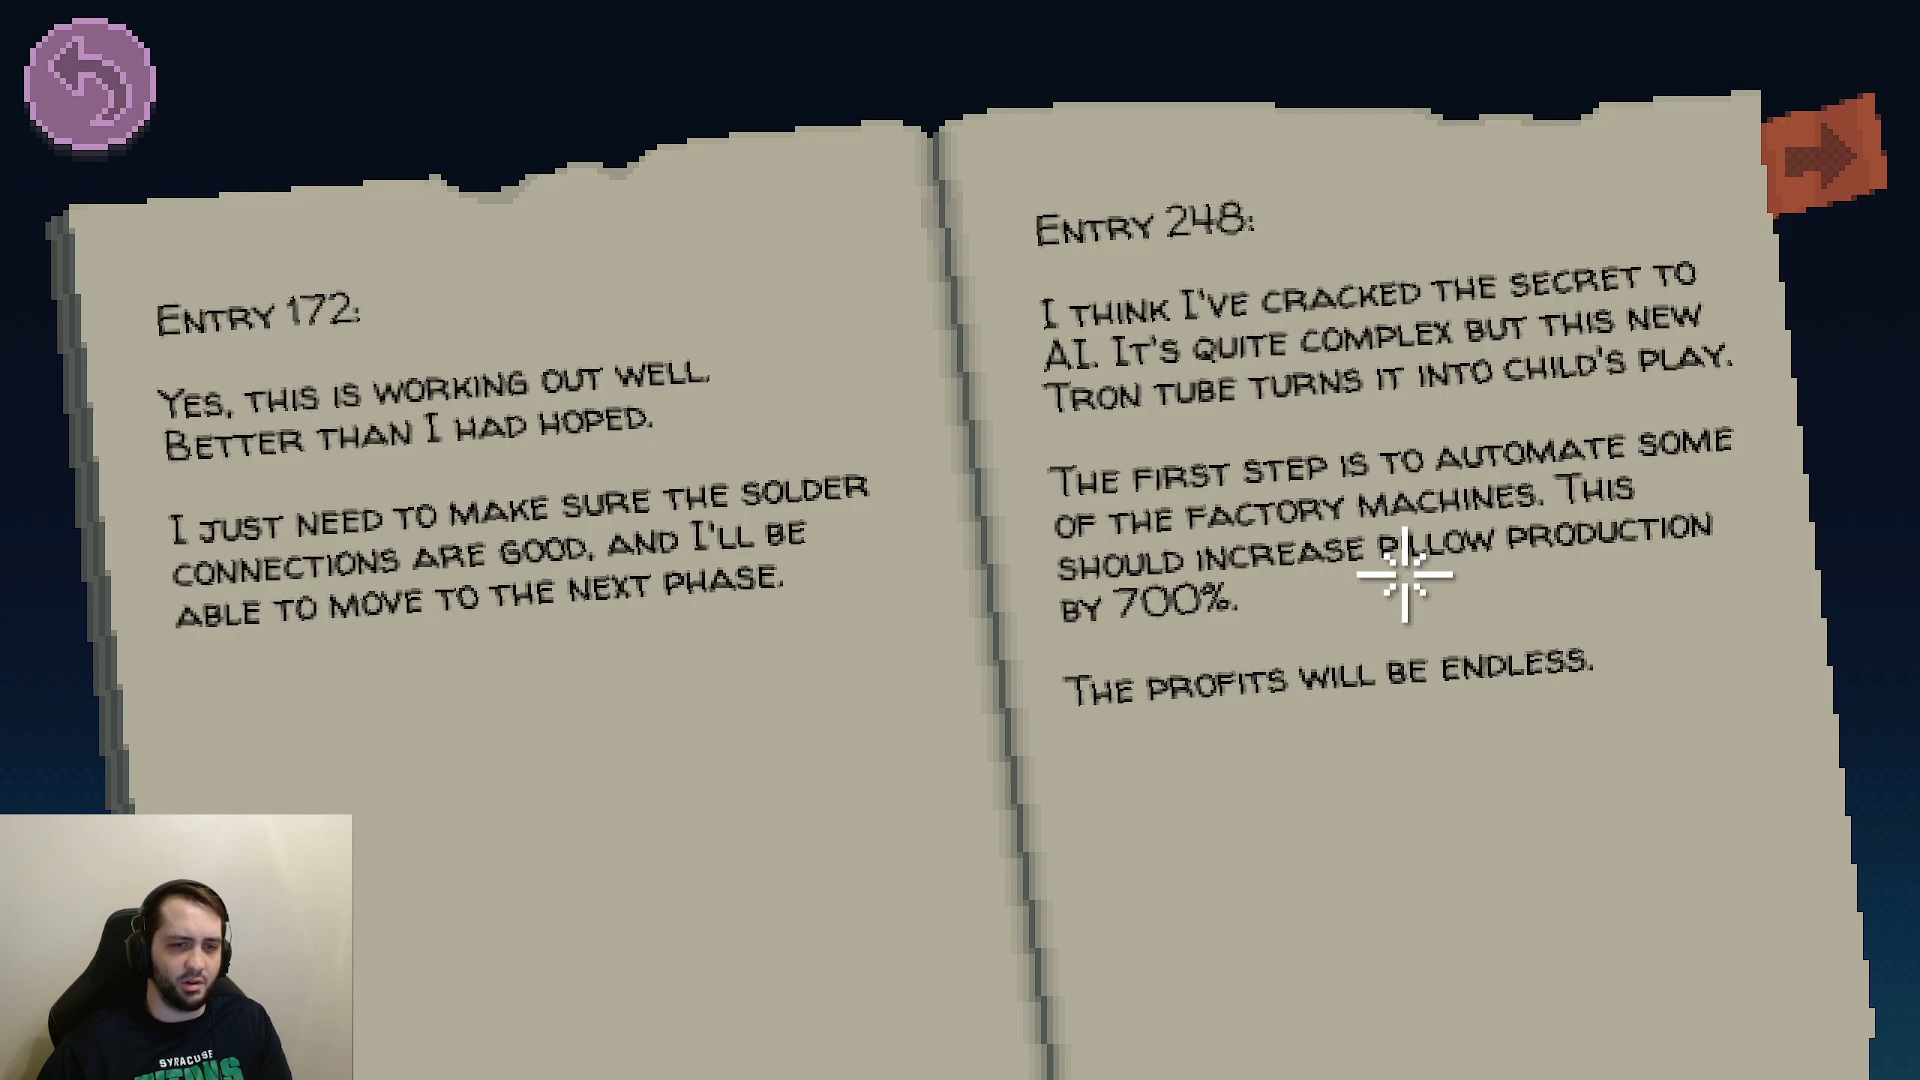 Entry 172:
Yes, this is working out well.
Better than I had hoped.
I just need to make sure the solder
connections are good, and I'll be
able to move to the next phase.
Entry 248:
I think I've cracked the secret to
AI. It's quite complex but this new
Tron tube turns it into child's play.
The first step is to automate some
of the factory machines. This
should increase pillow production
by 700%.
The profits will be endless.
SYRACUSE
TITANS